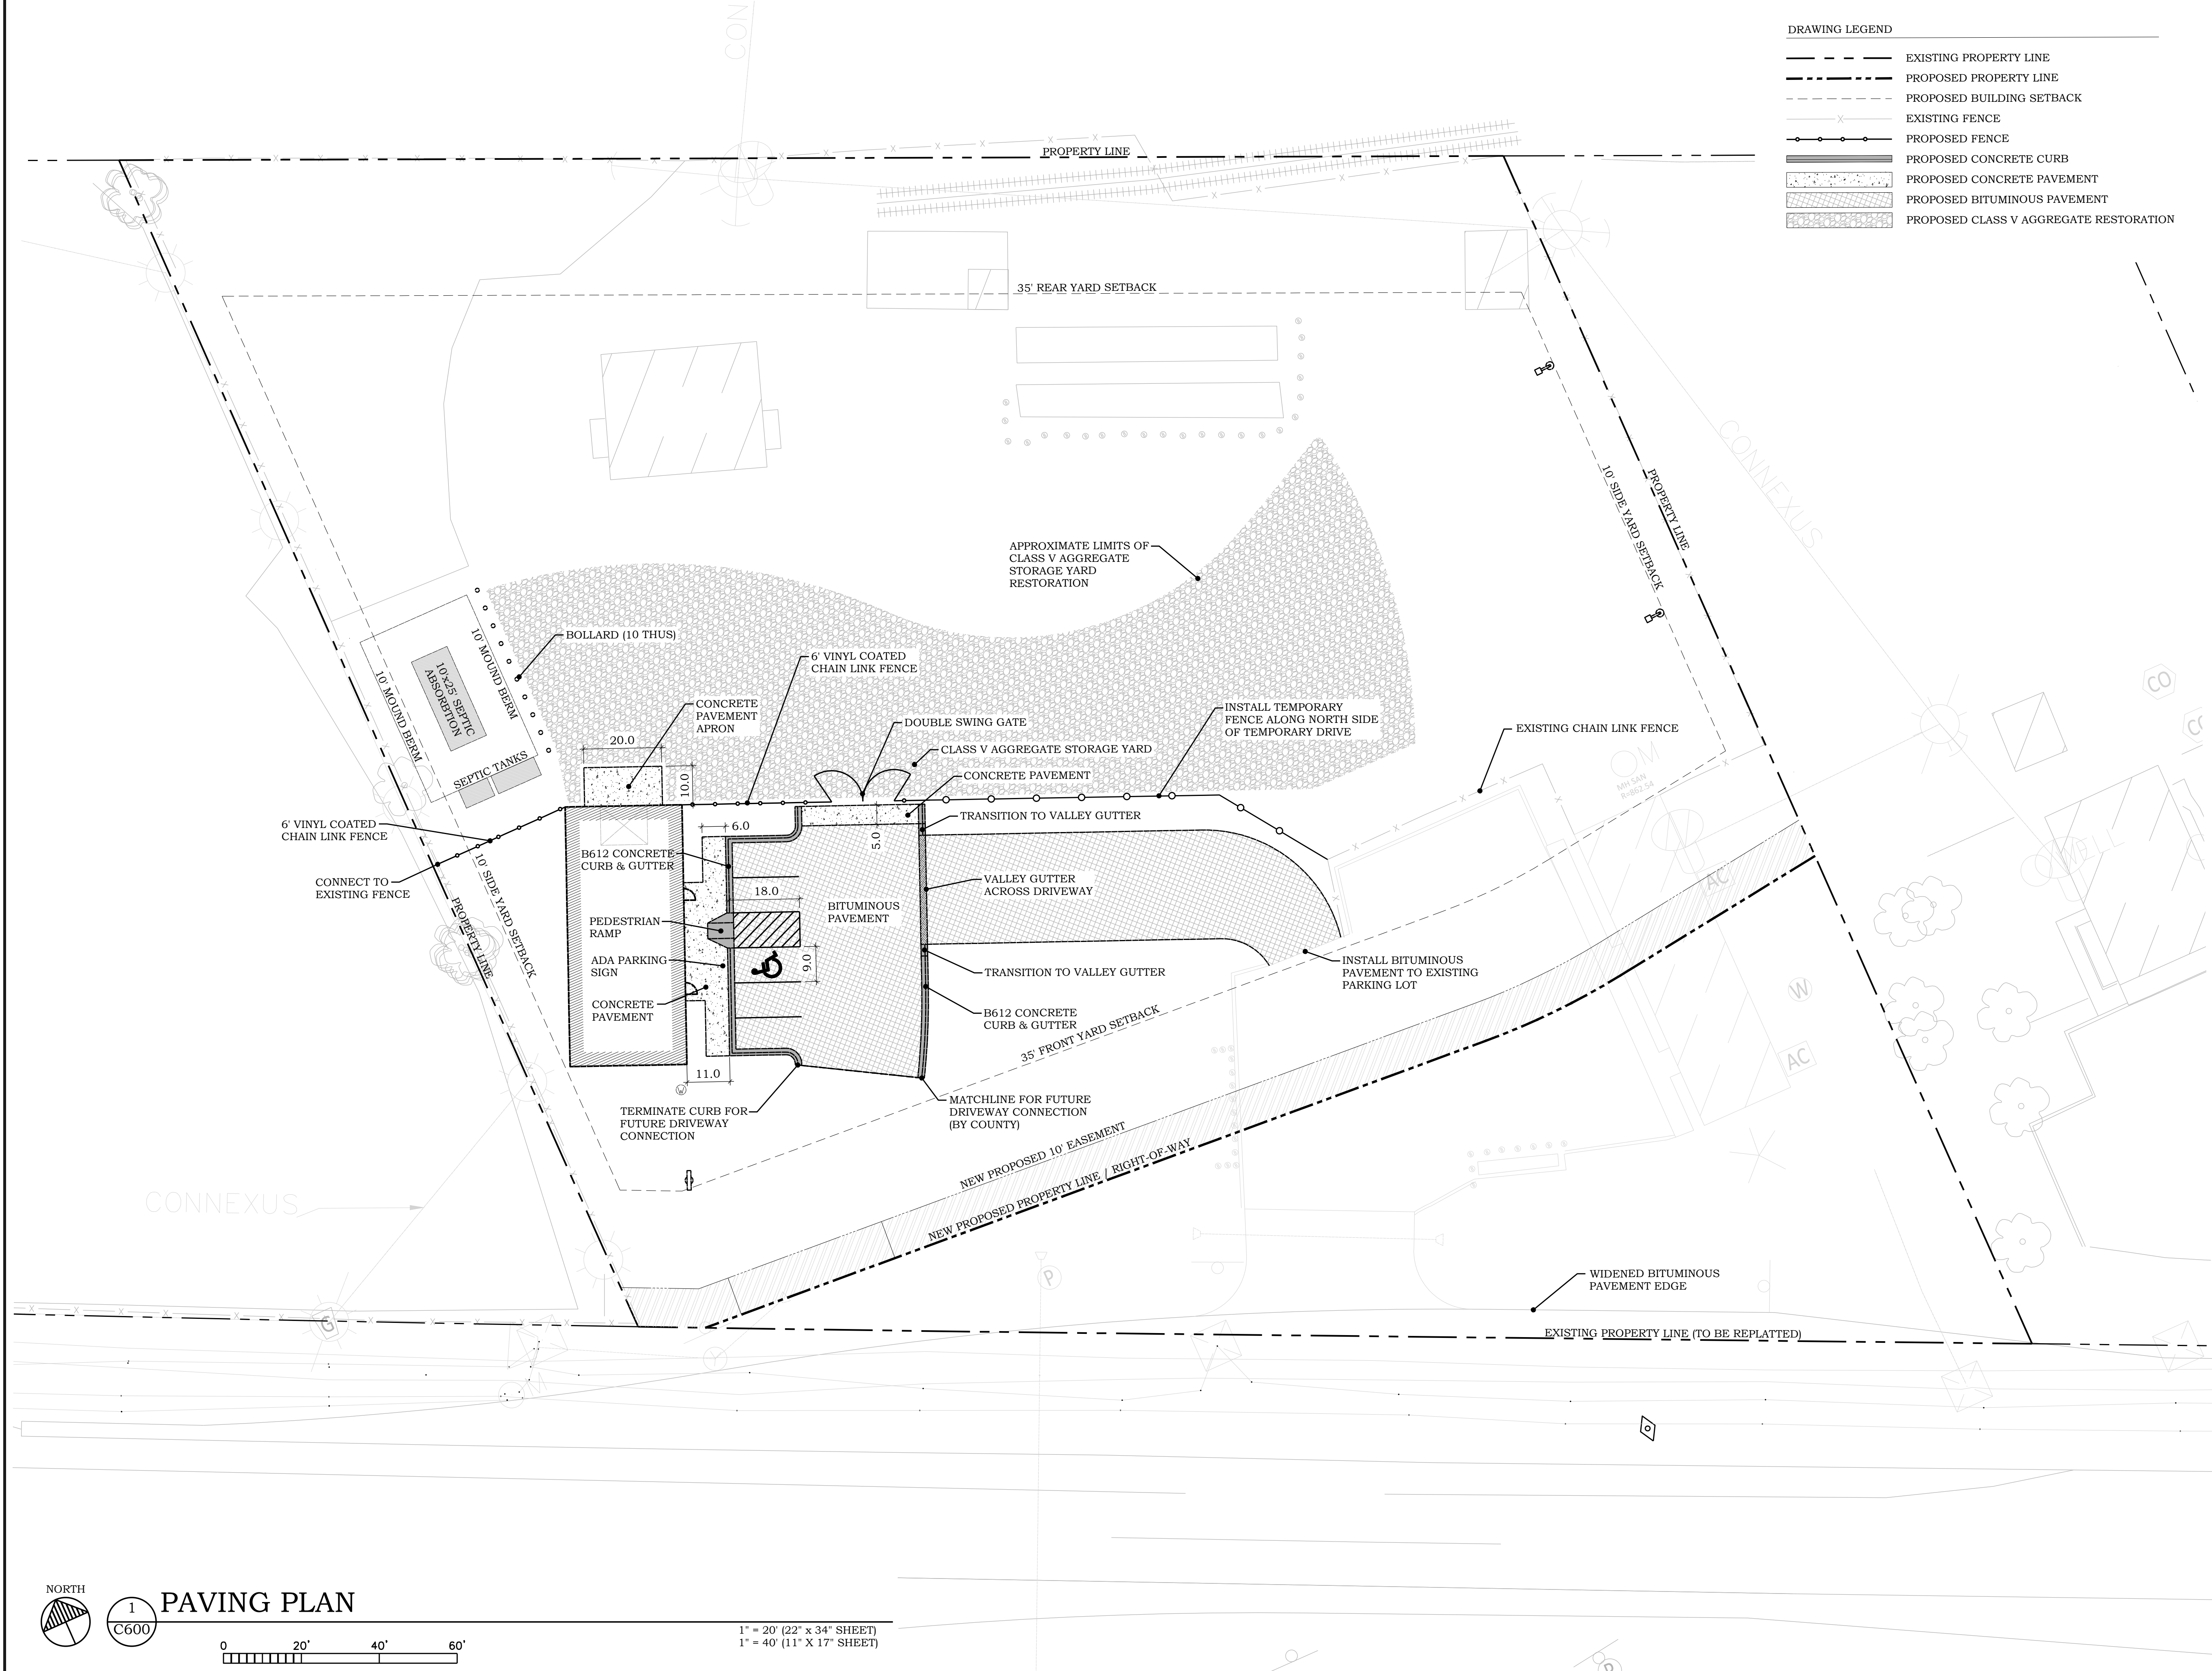 CON
DRAWING LEGEND
EXISTING PROPERTY LINE
PROPOSED PROPERTY LINE
PROPOSED BUILDING SETBACK
EXISTING FENCE
PROPOSED FENCE
PROPOSED CONCRETE CURB
PROPOSED CONCRETE PAVEMENT
PROPOSED BITUMINOUS PAVEMENT
PROPOSED CLASS V AGGREGATE RESTORATION
PROPERTY LINE
35' REAR YARD SETBACK
CONNEXUS
10' SIDE YARD SETBACK
PROPERTY LINE
APPROXIMATE LIMITS OF
CLASS V AGGREGATE
STORAGE YARD
RESTORATION
BOLLARD (10 THUS)
10' MOUND BERM
10'x25' SEPTIC
ABSORBTION
10' MOUND BERM
SEPTIC TANKS
6' VINYL COATED
CHAIN LINK FENCE
CONCRETE
PAVEMENT
APRON
20.0
10.0
DOUBLE SWING GATE
CLASS V AGGREGATE STORAGE YARD
CONCRETE PAVEMENT
INSTALL TEMPORARY
FENCE ALONG NORTH SIDE
OF TEMPORARY DRIVE
EXISTING CHAIN LINK FENCE
CO
MH SAN
R=862.54
6' VINYL COATED
CHAIN LINK FENCE
CONNECT TO
EXISTING FENCE
10' SIDE YARD SETBACK
PROPERTY LINE
6.0
5.0
TRANSITION TO VALLEY GUTTER
B612 CONCRETE
CURB & GUTTER
18.0
VALLEY GUTTER
ACROSS DRIVEWAY
BITUMINOUS
PAVEMENT
PEDESTRIAN
RAMP
ADA PARKING
SIGN
9.0
CONCRETE
PAVEMENT
TRANSITION TO VALLEY GUTTER
INSTALL BITUMINOUS
PAVEMENT TO EXISTING
PARKING LOT
B612 CONCRETE
CURB & GUTTER
AC
W
AC
35' FRONT YARD SETBACK
11.0
W
TERMINATE CURB FOR
FUTURE DRIVEWAY
CONNECTION
MATCHLINE FOR FUTURE
DRIVEWAY CONNECTION
(BY COUNTY)
NEW PROPOSED 10' EASEMENT
NEW PROPOSED PROPERTY LINE / RIGHT-OF-WAY
CONNEXUS
P
G
WIDENED BITUMINOUS
PAVEMENT EDGE
EXISTING PROPERTY LINE (TO BE REPLATTED)
NORTH
1
C600
PAVING PLAN
1" = 20' (22" x 34" SHEET)
1" = 40' (11" X 17" SHEET)
0 20' 40' 60'